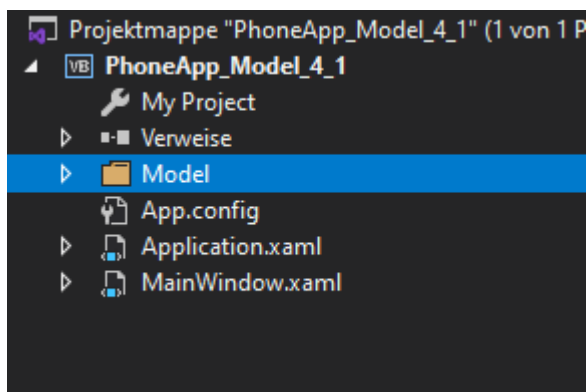 Projektmappe "PhoneApp_Model_4_1" (1 von 1 P
VB PhoneApp_Model_4_1
My Project
Verweise
Model
App.config
Application.xaml
MainWindow.xaml